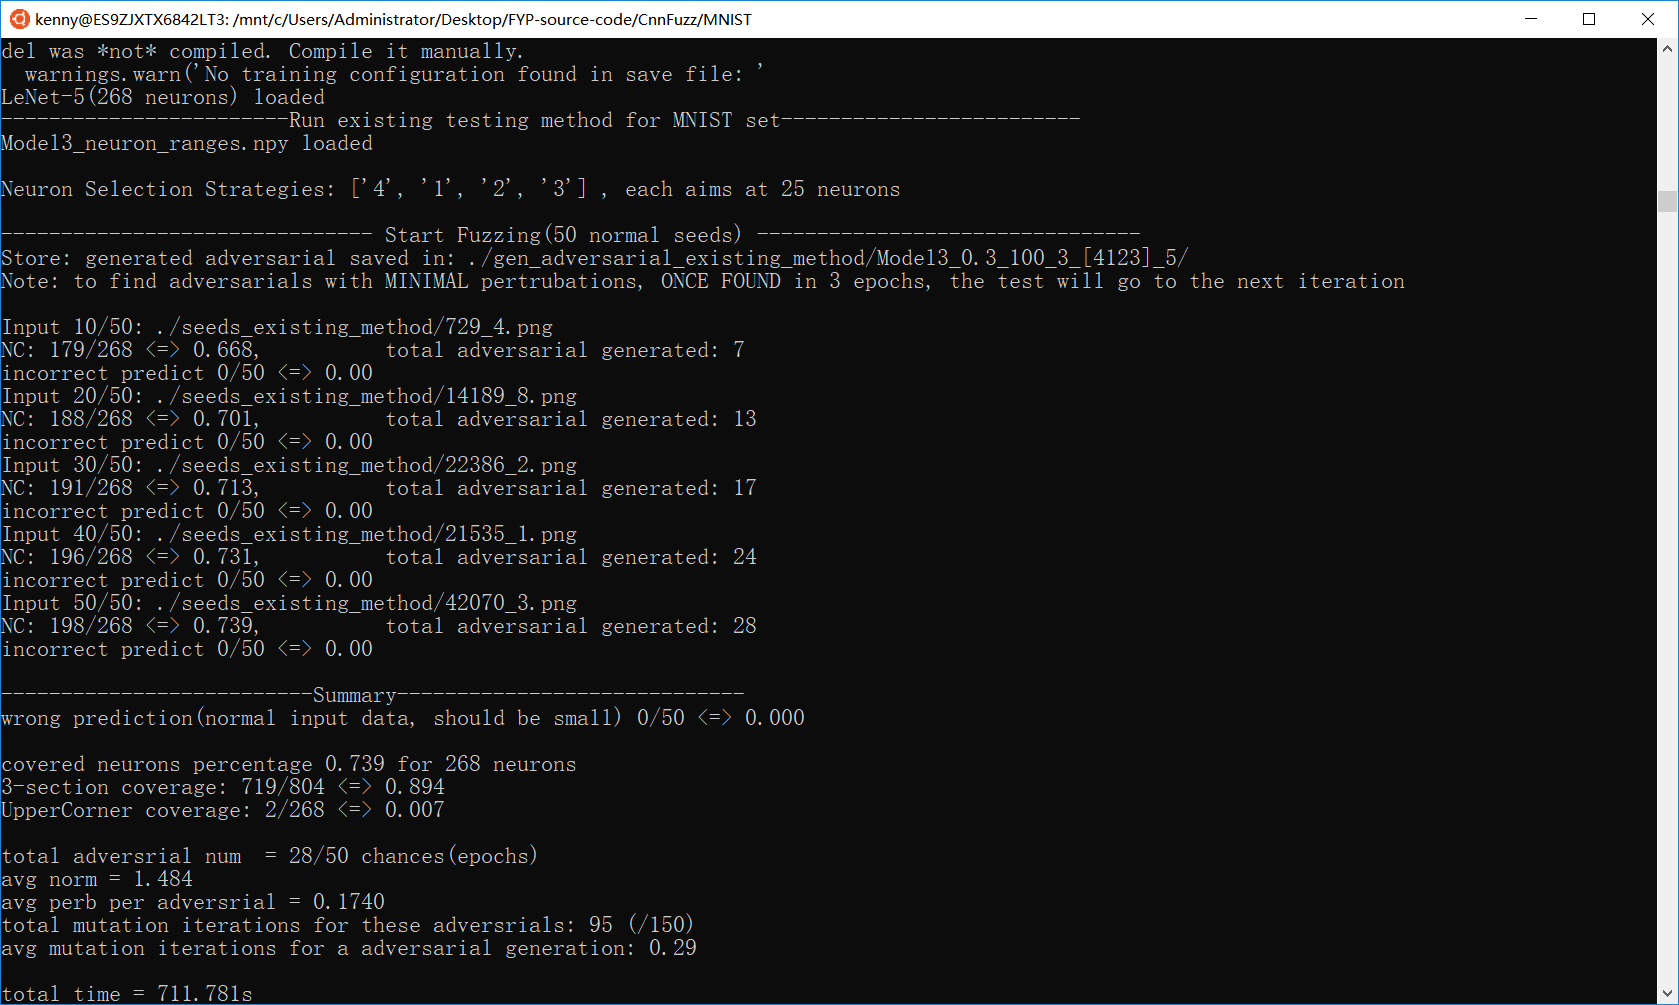 kenny@ES9ZJXTX6842LT3: /mnt/c/Users/Administrator/Desktop/FYP-source-code/CnnFuzz/MNIST
del was *not* compiled. Compile it manually.
  warnings.warn('No training configuration found in save file: '
LeNet-5(268 neurons) loaded
------------------------Run existing testing method for MNIST set-------------------------
Model3_neuron_ranges.npy loaded
Neuron Selection Strategies: ['4', '1', '2', '3'] , each aims at 25 neurons
------------------------------- Start Fuzzing(50 normal seeds) --------------------------------
Store: generated adversarial saved in: ./gen_adversarial_existing_method/Model3_0.3_100_3_[4123]_5/
Note: to find adversarials with MINIMAL pertrubations, ONCE FOUND in 3 epochs, the test will go to the next iteration
Input 10/50: ./seeds_existing_method/729_4.png
NC: 179/268 <=> 0.668,          total adversarial generated: 7
incorrect predict 0/50 <=> 0.00
Input 20/50: ./seeds_existing_method/14189_8.png
NC: 188/268 <=> 0.701,          total adversarial generated: 13
incorrect predict 0/50 <=> 0.00
Input 30/50: ./seeds_existing_method/22386_2.png
NC: 191/268 <=> 0.713,          total adversarial generated: 17
incorrect predict 0/50 <=> 0.00
Input 40/50: ./seeds_existing_method/21535_1.png
NC: 196/268 <=> 0.731,          total adversarial generated: 24
incorrect predict 0/50 <=> 0.00
Input 50/50: ./seeds_existing_method/42070_3.png
NC: 198/268 <=> 0.739,          total adversarial generated: 28
incorrect predict 0/50 <=> 0.00
--------------------------Summary-----------------------------
wrong prediction(normal input data, should be small) 0/50 <=> 0.000
covered neurons percentage 0.739 for 268 neurons
3-section coverage: 719/804 <=> 0.894
UpperCorner coverage: 2/268 <=> 0.007
total adversrial num  = 28/50 chances(epochs)
avg norm = 1.484
avg perb per adversrial = 0.1740
total mutation iterations for these adversrials: 95 (/150)
avg mutation iterations for a adversarial generation: 0.29
total time = 711.781s